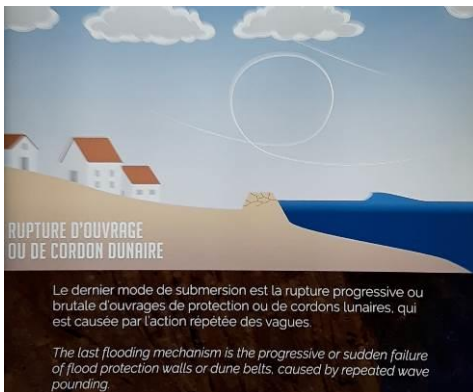 RUPTURE D'OUVRAGE
OU DE CORDON DUNAIRE
Le dernier mode de submersion est la rupture progressive ou
brutale d'ouvrages de protection ou de cordons lunaires, qui
est causée par l'action répétée des vagues.
The last flooding mechanism is the progressive or sudden failure
of flood protection walls or dune belts, caused by repeated wave
pounding.